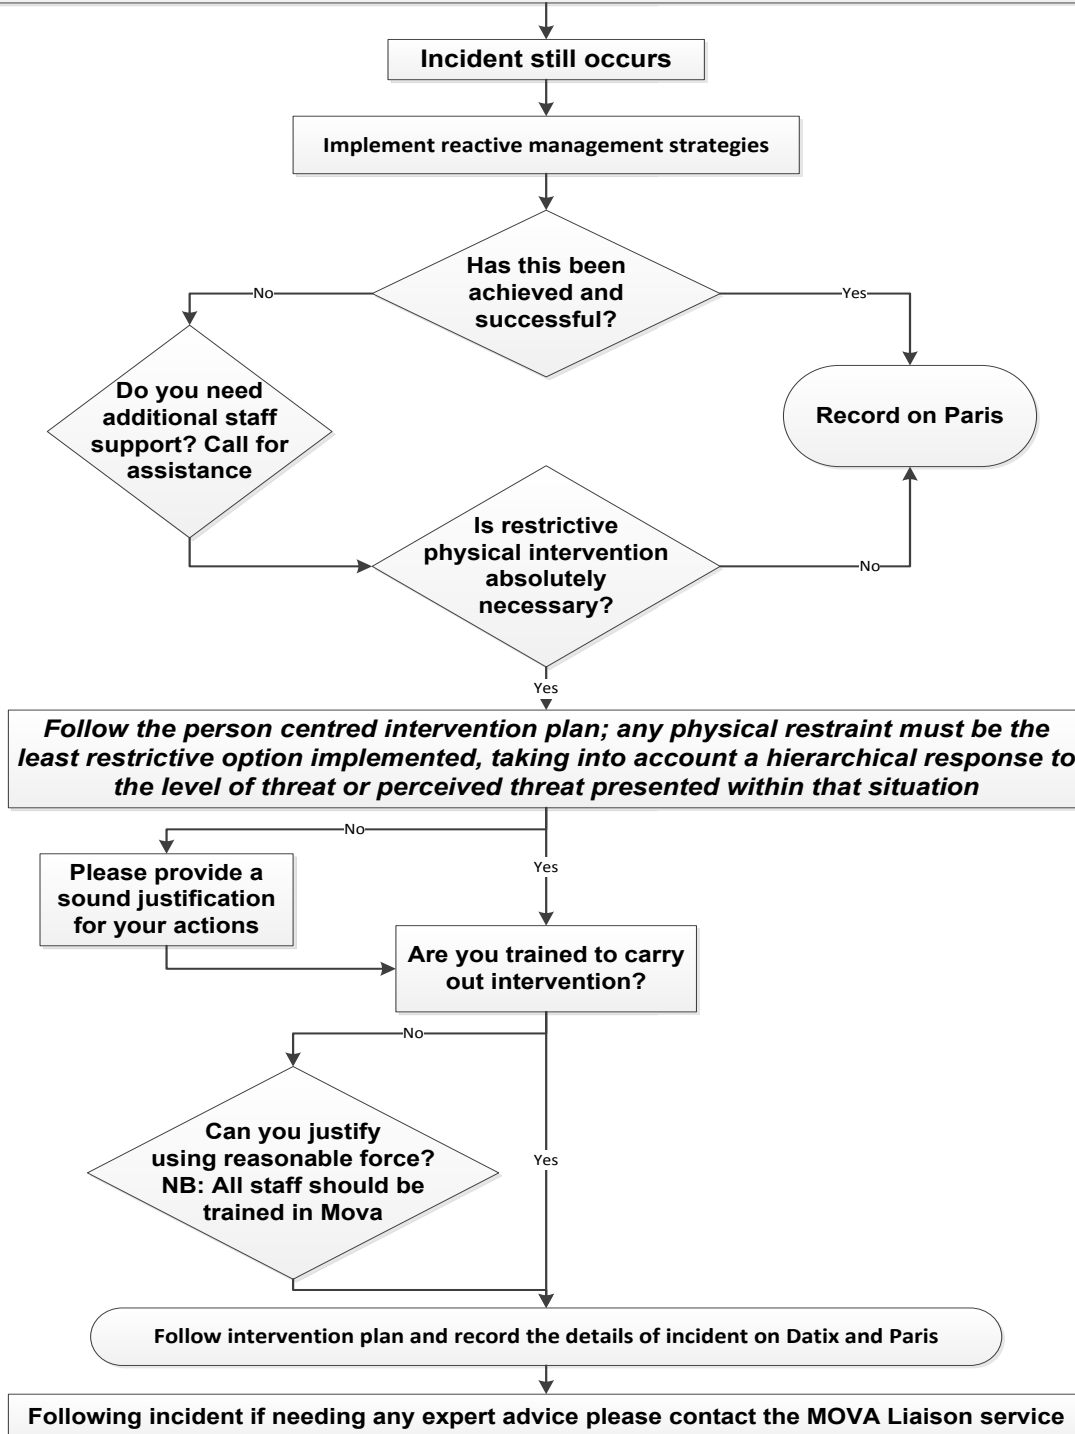 Incident still occurs
Implement reactive management strategies
Has this been
achieved and
successful?
No
Yes
Do you need
additional staff
support? Call for
assistance
Record on Paris
Is restrictive
physical intervention
absolutely
necessary?
No
Yes
Follow the person centred intervention plan; any physical restraint must be the
least restrictive option implemented, taking into account a hierarchical response to
the level of threat or perceived threat presented within that situation
No
Yes
Please provide a
sound justification
for your actions
Are you trained to carry
out intervention?
No
Can you justify
using reasonable force?
NB: All staff should be
trained in Mova
Yes
Follow intervention plan and record the details of incident on Datix and Paris
Following incident if needing any expert advice please contact the MOVA Liaison service